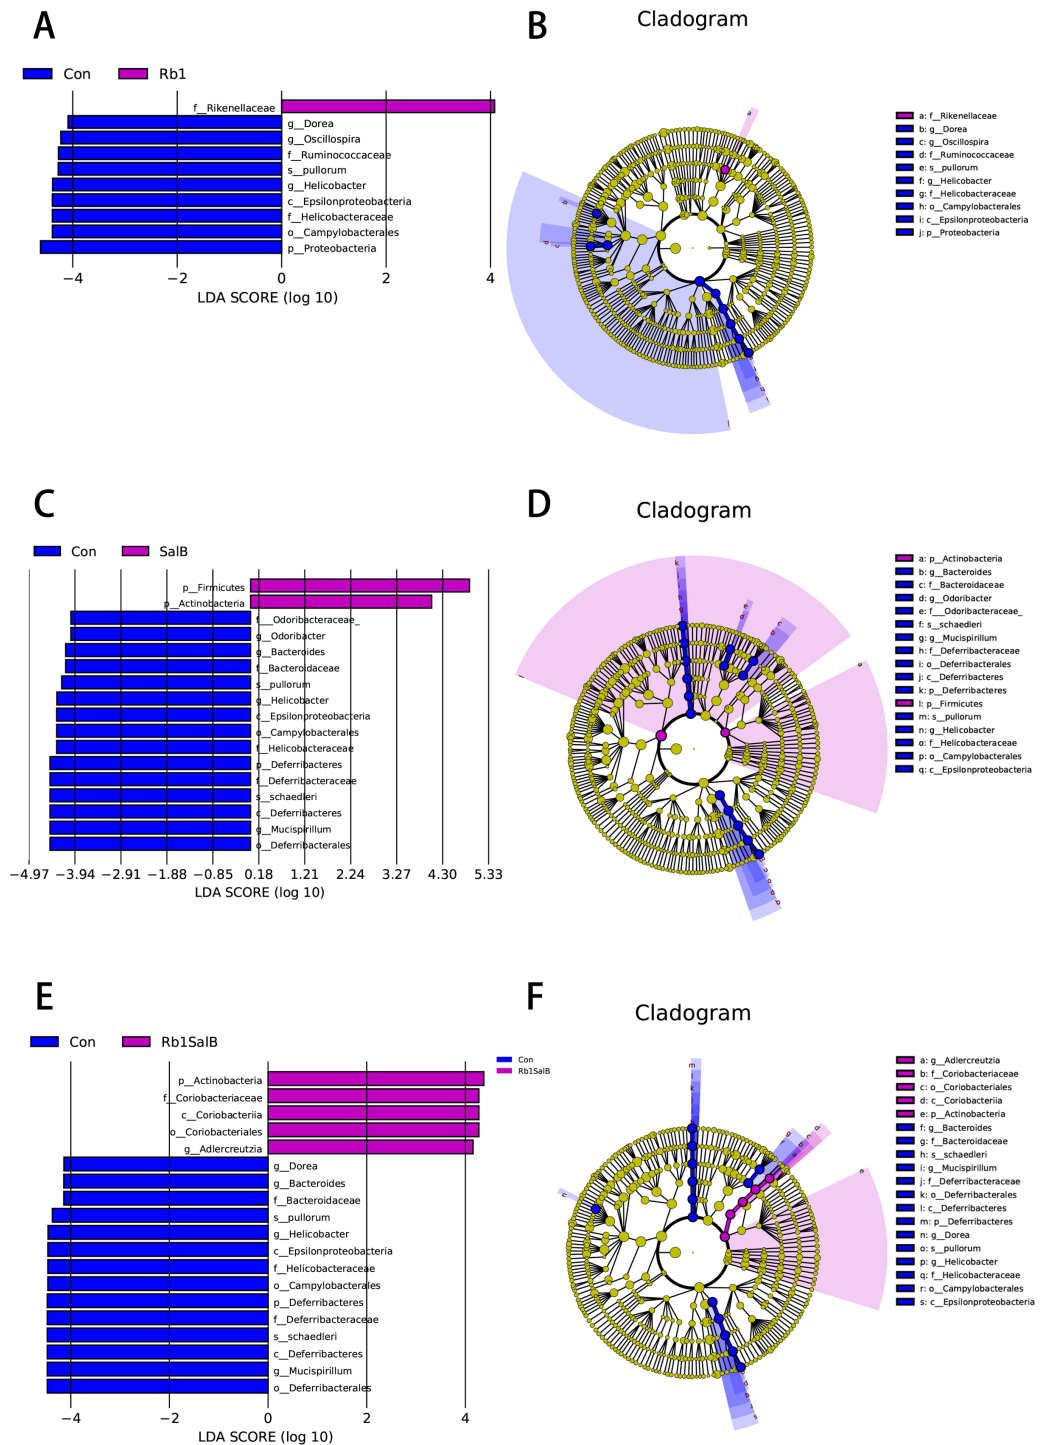 A
Con
Rb1
f__Rikenellaceae
g__Dorea
g__Oscillospira
f__Ruminococcaceae
s__pullorum
g__Helicobacter
c__Epsilonproteobacteria
f__Helicobacteraceae
o__Campylobacterales
p__Proteobacteria
−4 −2 0 2 4
LDA SCORE (log 10)
B
Cladogram
a: f__Rikenellaceae
b: g__Dorea
c: g__Oscillospira
d: f__Ruminococcaceae
e: s__pullorum
f: g__Helicobacter
g: f__Helicobacteraceae
h: o__Campylobacterales
i: c__Epsilonproteobacteria
j: p__Proteobacteria
C
Con
SalB
p__Firmicutes
p__Actinobacteria
f___Odoribacteraceae_
g__Odoribacter
g__Bacteroides
f__Bacteroidaceae
s__pullorum
g__Helicobacter
c__Epsilonproteobacteria
o__Campylobacterales
f__Helicobacteraceae
p__Deferribacteres
f__Deferribacteraceae
s__schaedleri
c__Deferribacteres
g__Mucispirillum
o__Deferribacterales
−4.97 −3.94 −2.91 −1.88 −0.85 0.18 1.21 2.24 3.27 4.30 5.33
LDA SCORE (log 10)
D
Cladogram
a: p__Actinobacteria
b: g__Bacteroides
c: f__Bacteroidaceae
d: g__Odoribacter
e: f___Odoribacteraceae_
f: s__schaedleri
g: g__Mucispirillum
h: f__Deferribacteraceae
i: o__Deferribacterales
j: c__Deferribacteres
k: p__Deferribacteres
l: p__Firmicutes
m: s__pullorum
n: g__Helicobacter
o: f__Helicobacteraceae
p: o__Campylobacterales
q: c__Epsilonproteobacteria
E
Con
Rb1SalB
p__Actinobacteria
f__Coriobacteriaceae
c__Coriobacteriia
o__Coriobacteriales
g__Adlercreutzia
g__Dorea
g__Bacteroides
f__Bacteroidaceae
s__pullorum
g__Helicobacter
c__Epsilonproteobacteria
f__Helicobacteraceae
o__Campylobacterales
p__Deferribacteres
f__Deferribacteraceae
s__schaedleri
c__Deferribacteres
g__Mucispirillum
o__Deferribacterales
−4 −2 0 2 4
LDA SCORE (log 10)
F
Cladogram
Con
Rb1SalB
a: g__Adlercreutzia
b: f__Coriobacteriaceae
c: o__Coriobacteriales
d: c__Coriobacteriia
e: p__Actinobacteria
f: g__Bacteroides
g: f__Bacteroidaceae
h: s__schaedleri
i: g__Mucispirillum
j: f__Deferribacteraceae
k: o__Deferribacterales
l: c__Deferribacteres
m: p__Deferribacteres
n: g__Dorea
o: s__pullorum
p: g__Helicobacter
q: f__Helicobacteraceae
r: o__Campylobacterales
s: c__Epsilonproteobacteria